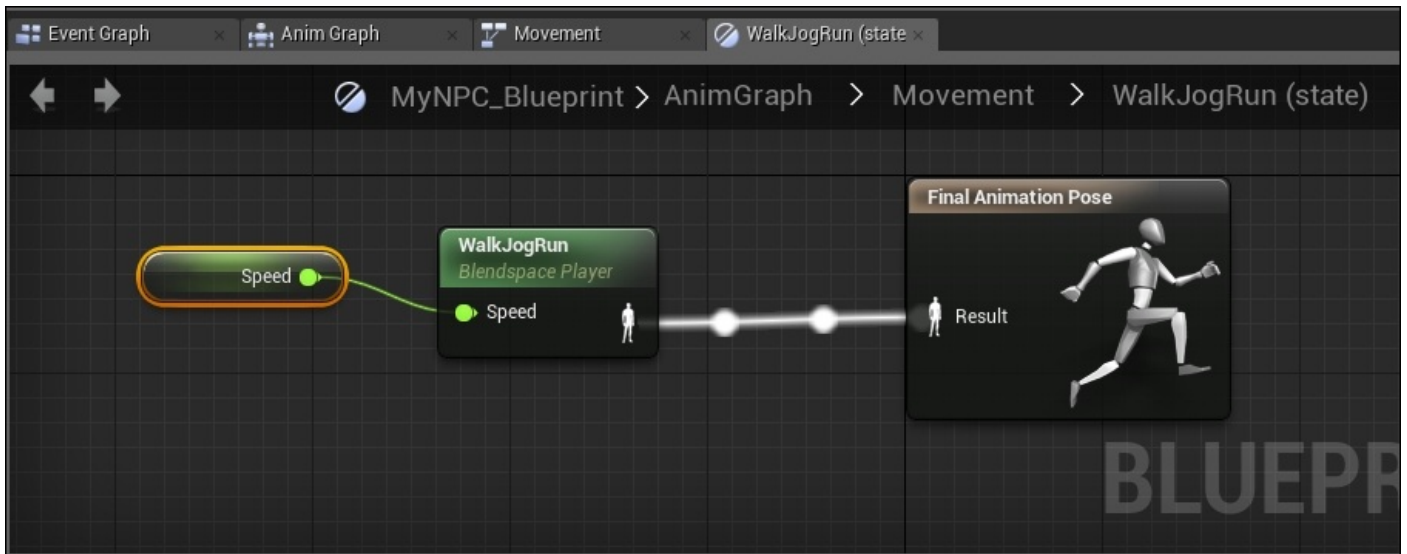 Event Graph
Anim Graph
Movement
WalkJogRun (state
MyNPC_Blueprint > AnimGraph > Movement > WalkJogRun (state)
Final Animation Pose
WalkJogRun
Blendspace Player
Speed
Speed
Result
BLUEPR